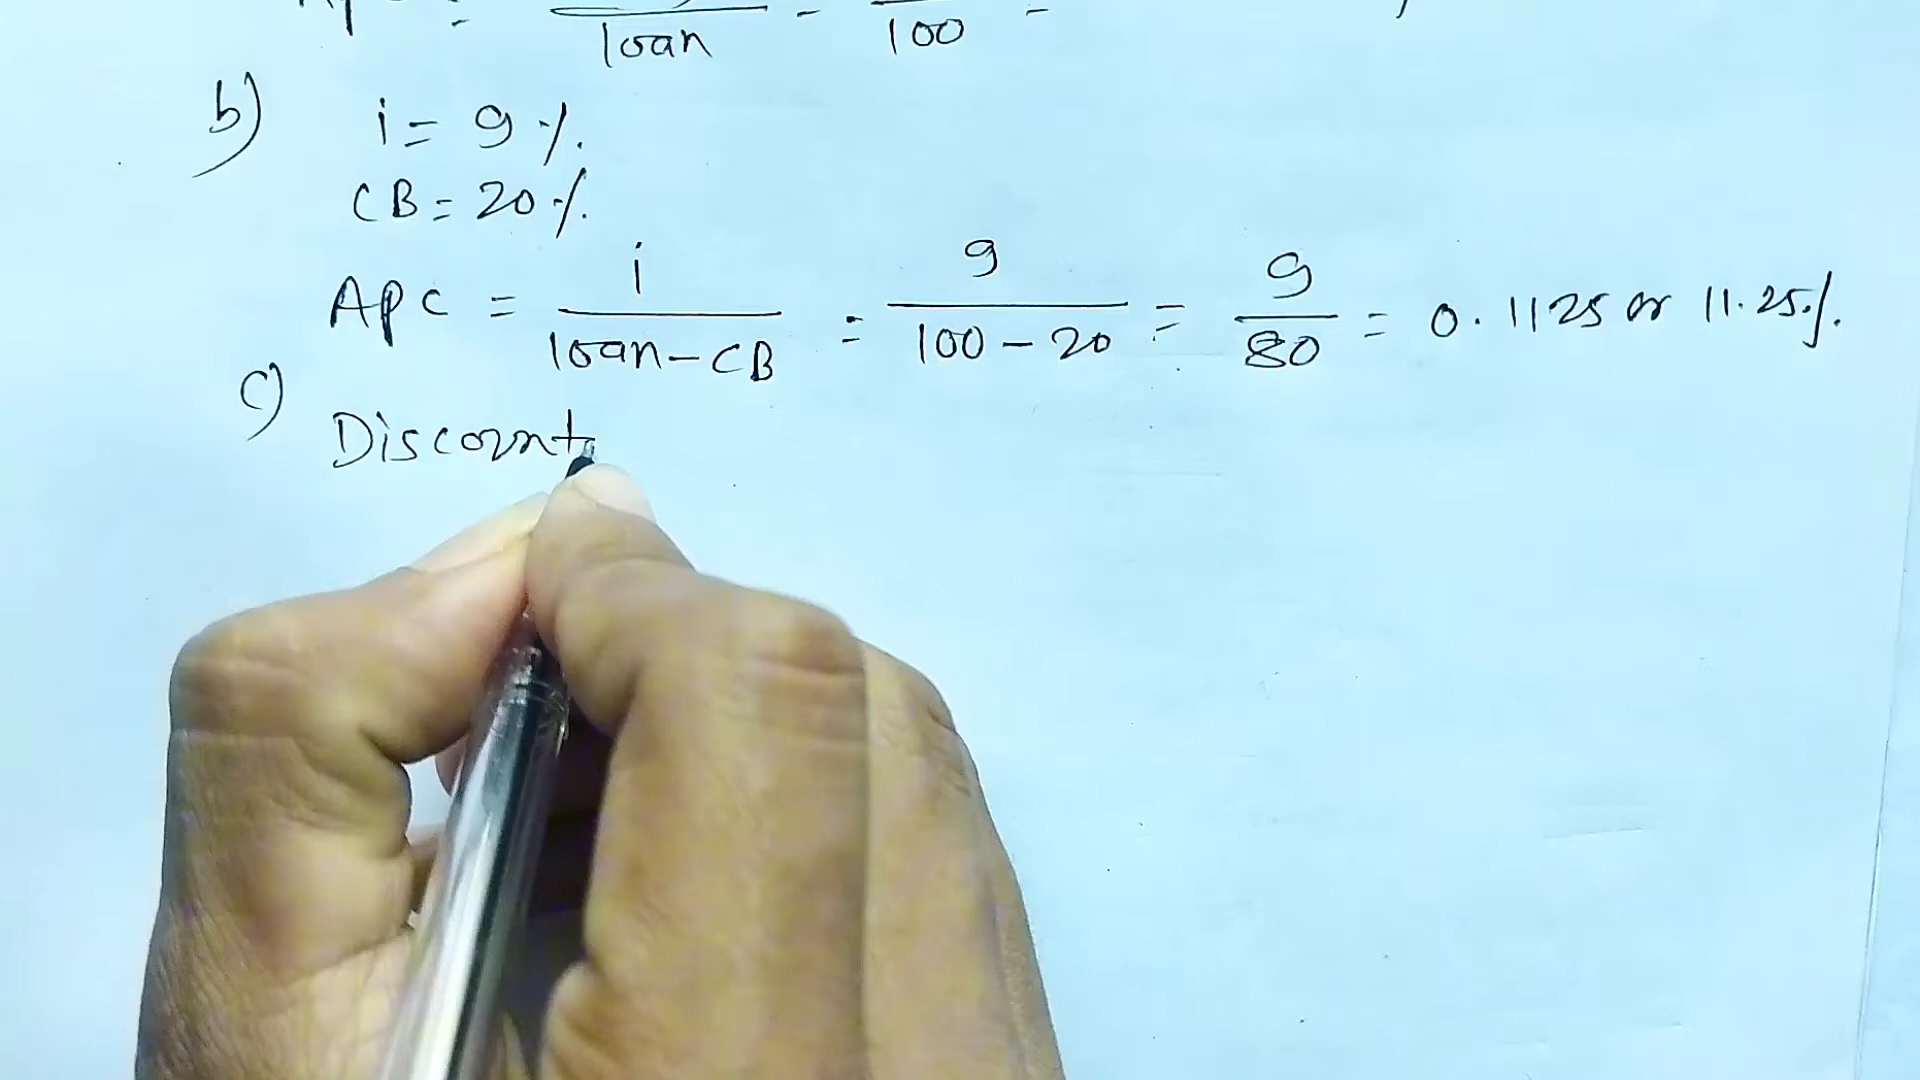 loan 100
b) i = 9%.
CB = 20%.
APC = i / loan - CB = 9 / 100 - 20 = 9 / 80 = 0.1125 or 11.25%.
c)
Discount